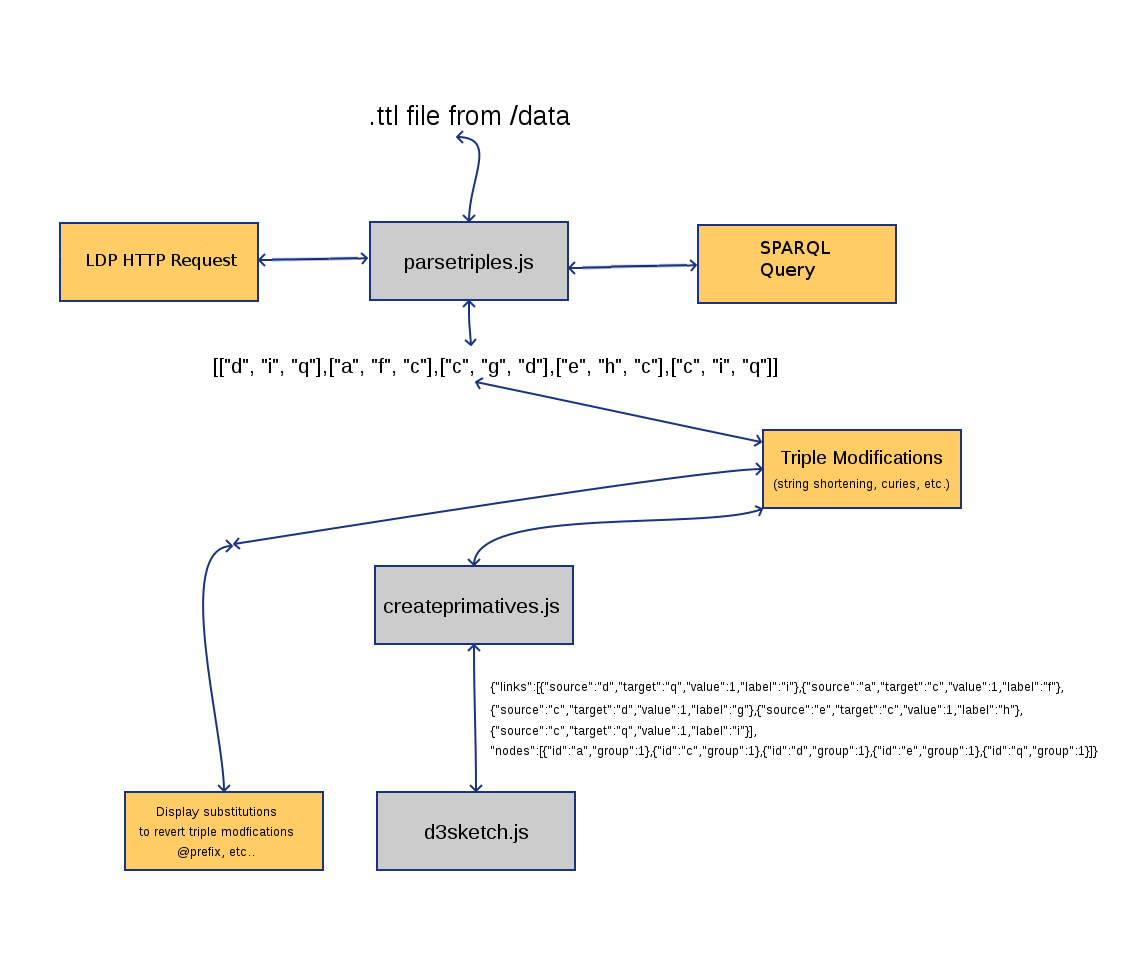 .ttl file from /data
LDP HTTP Request
parsetriples.js
SPARQL
Query
[["d", "i", "q"],["a", "f", "c"],["c", "g", "d"],["e", "h", "c"],["c", "i", "q"]]
Triple Modifications
(string shortening, curies, etc.)
createprimatives.js
{"links":[{"source":"d","target":"q","value":1,"label":"i"},{"source":"a","target":"c","value":1,"label":"f"},
{"source":"c","target":"d","value":1,"label":"g"},{"source":"e","target":"c","value":1,"label":"h"},
{"source":"c","target":"q","value":1,"label":"i"}],
"nodes":[{"id":"a","group":1},{"id":"c","group":1},{"id":"d","group":1},{"id":"e","group":1},{"id":"q","group":1}]}
Display substitutions
to revert triple modfications
@prefix, etc..
d3sketch.js